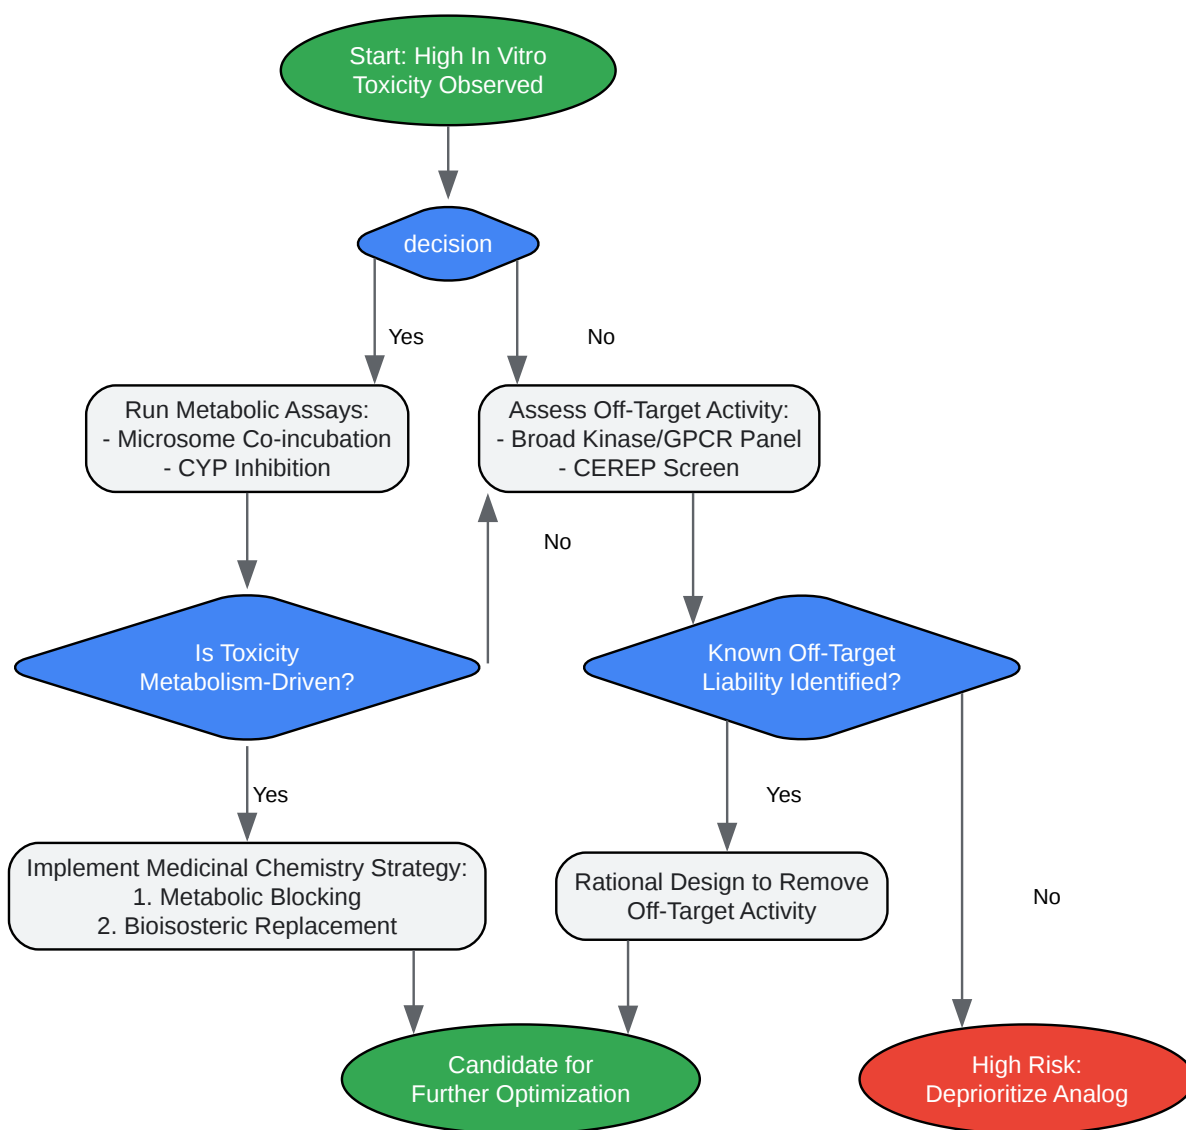 Start: High In Vitro
Toxicity Observed
decision
Yes
No
Run Metabolic Assays:
- Microsome Co-incubation
- CYP Inhibition
Assess Off-Target Activity:
- Broad Kinase/GPCR Panel
- CEREP Screen
No
Is Toxicity
Metabolism-Driven?
Known Off-Target
Liability Identified?
Yes
Yes
Implement Medicinal Chemistry Strategy:
1. Metabolic Blocking
2. Bioisosteric Replacement
Rational Design to Remove
Off-Target Activity
No
Candidate for
Further Optimization
High Risk:
Deprioritize Analog